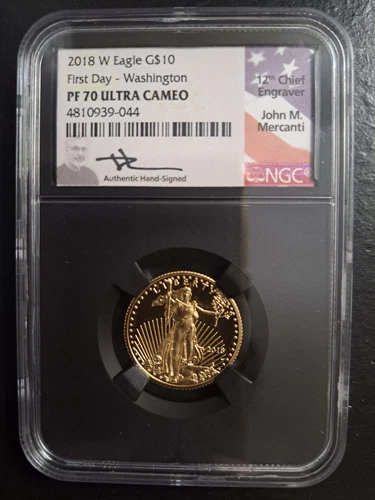 2018 W Eagle G$10
First Day - Washington
PF 70 ULTRA CAMEO
4810939-044
Authentic Hand-Signed
12th Chief
Engraver
John M.
Mercanti
NGC
LIBERTY
2018